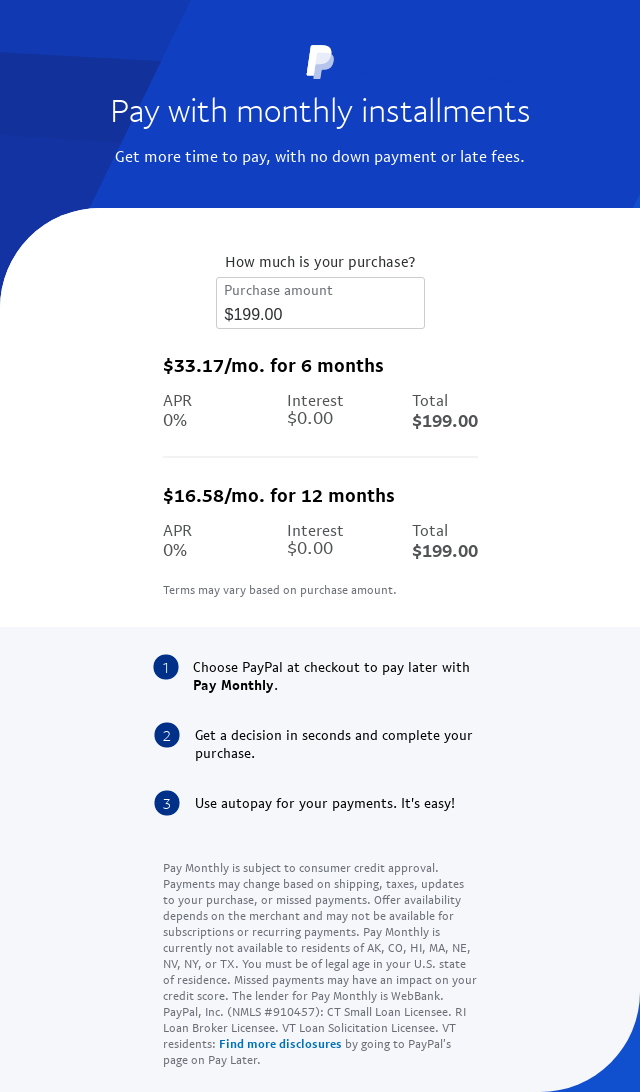 Pay with monthly installments
Get more time to pay, with no down payment or late fees.
How much is your purchase?
Purchase amount
$199.00
$33.17/mo. for 6 months
APR Interest Total
0% $0.00 $199.00
$16.58/mo. for 12 months
APR Interest Total
0% $0.00 $199.00
Terms may vary based on purchase amount.
1 Choose PayPal at checkout to pay later with
Pay Monthly.
2 Get a decision in seconds and complete your
purchase.
3 Use autopay for your payments. It's easy!
Pay Monthly is subject to consumer credit approval.
Payments may change based on shipping, taxes, updates
to your purchase, or missed payments. Offer availability
depends on the merchant and may not be available for
subscriptions or recurring payments. Pay Monthly is
currently not available to residents of AK, CO, HI, MA, NE,
NV, NY, or TX. You must be of legal age in your U.S. state
of residence. Missed payments may have an impact on your
credit score. The lender for Pay Monthly is WebBank.
PayPal, Inc. (NMLS #910457): CT Small Loan Licensee. RI
Loan Broker Licensee. VT Loan Solicitation Licensee. VT
residents: Find more disclosures by going to PayPal's
page on Pay Later.